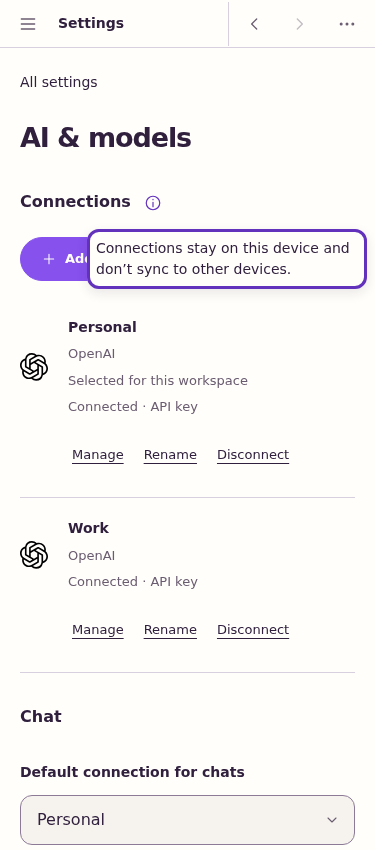 Settings
All settings
AI & models
Connections
Connections stay on this device and
don’t sync to other devices.
Personal
OpenAI
Selected for this workspace
Connected · API key
Manage Rename Disconnect
Work
OpenAI
Connected · API key
Manage Rename Disconnect
Chat
Default connection for chats
Personal